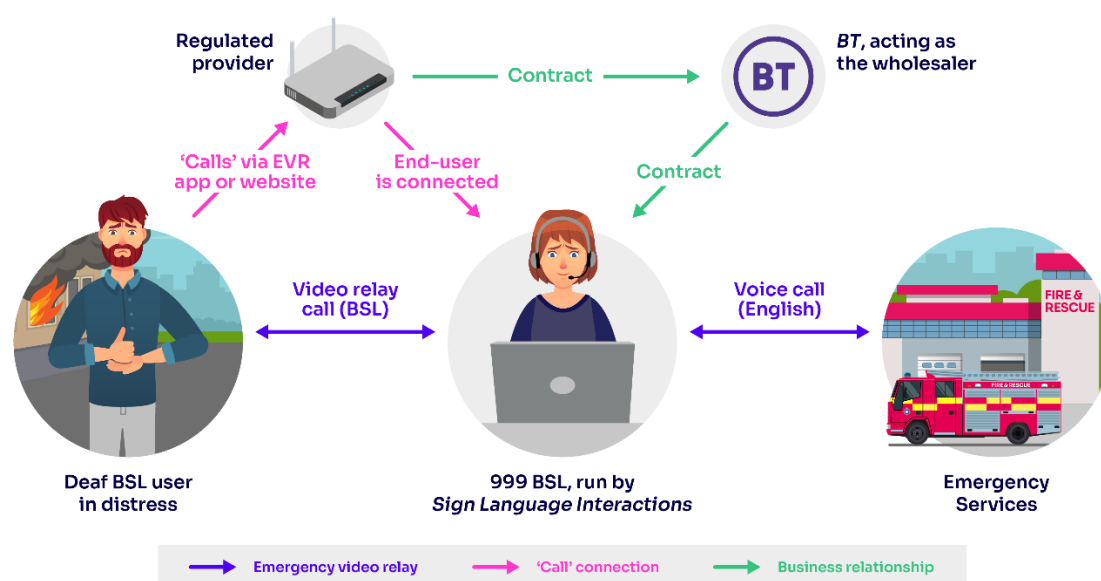 Regulated
provider
Contract
BT
BT, acting as
the wholesaler
‘Calls’ via EVR
app or website
End-user
is connected
Contract
Video relay
call (BSL)
Voice call
(English)
FIRE &
RESCUE
FIRE & RESCUE
Deaf BSL user
in distress
999 BSL, run by
Sign Language Interactions
Emergency
Services
Emergency video relay
‘Call’ connection
Business relationship